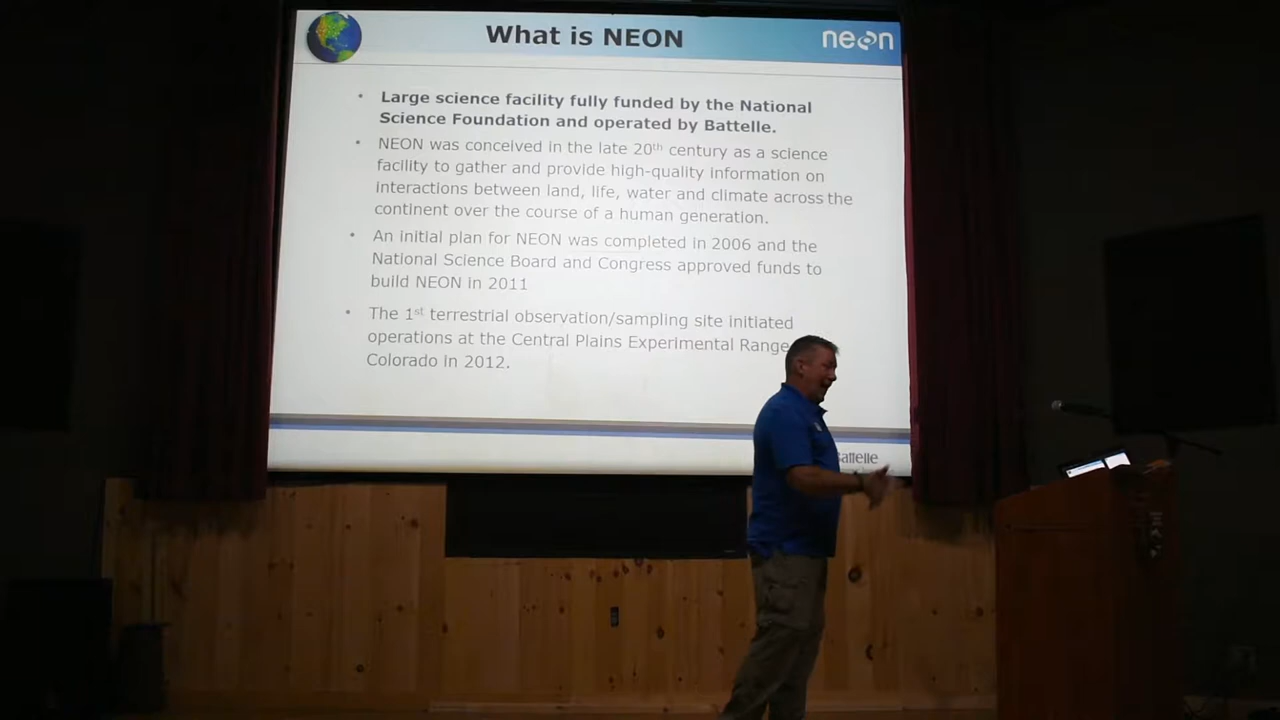 What is NEON
neon
• Large science facility fully funded by the National
Science Foundation and operated by Battelle.
• NEON was conceived in the late 20th century as a science
facility to gather and provide high-quality information on
interactions between land, life, water and climate across the
continent over the course of a human generation.
• An initial plan for NEON was completed in 2006 and the
National Science Board and Congress approved funds to
build NEON in 2011
• The 1st terrestrial observation/sampling site initiated
operations at the Central Plains Experimental Range
Colorado in 2012.
Battelle